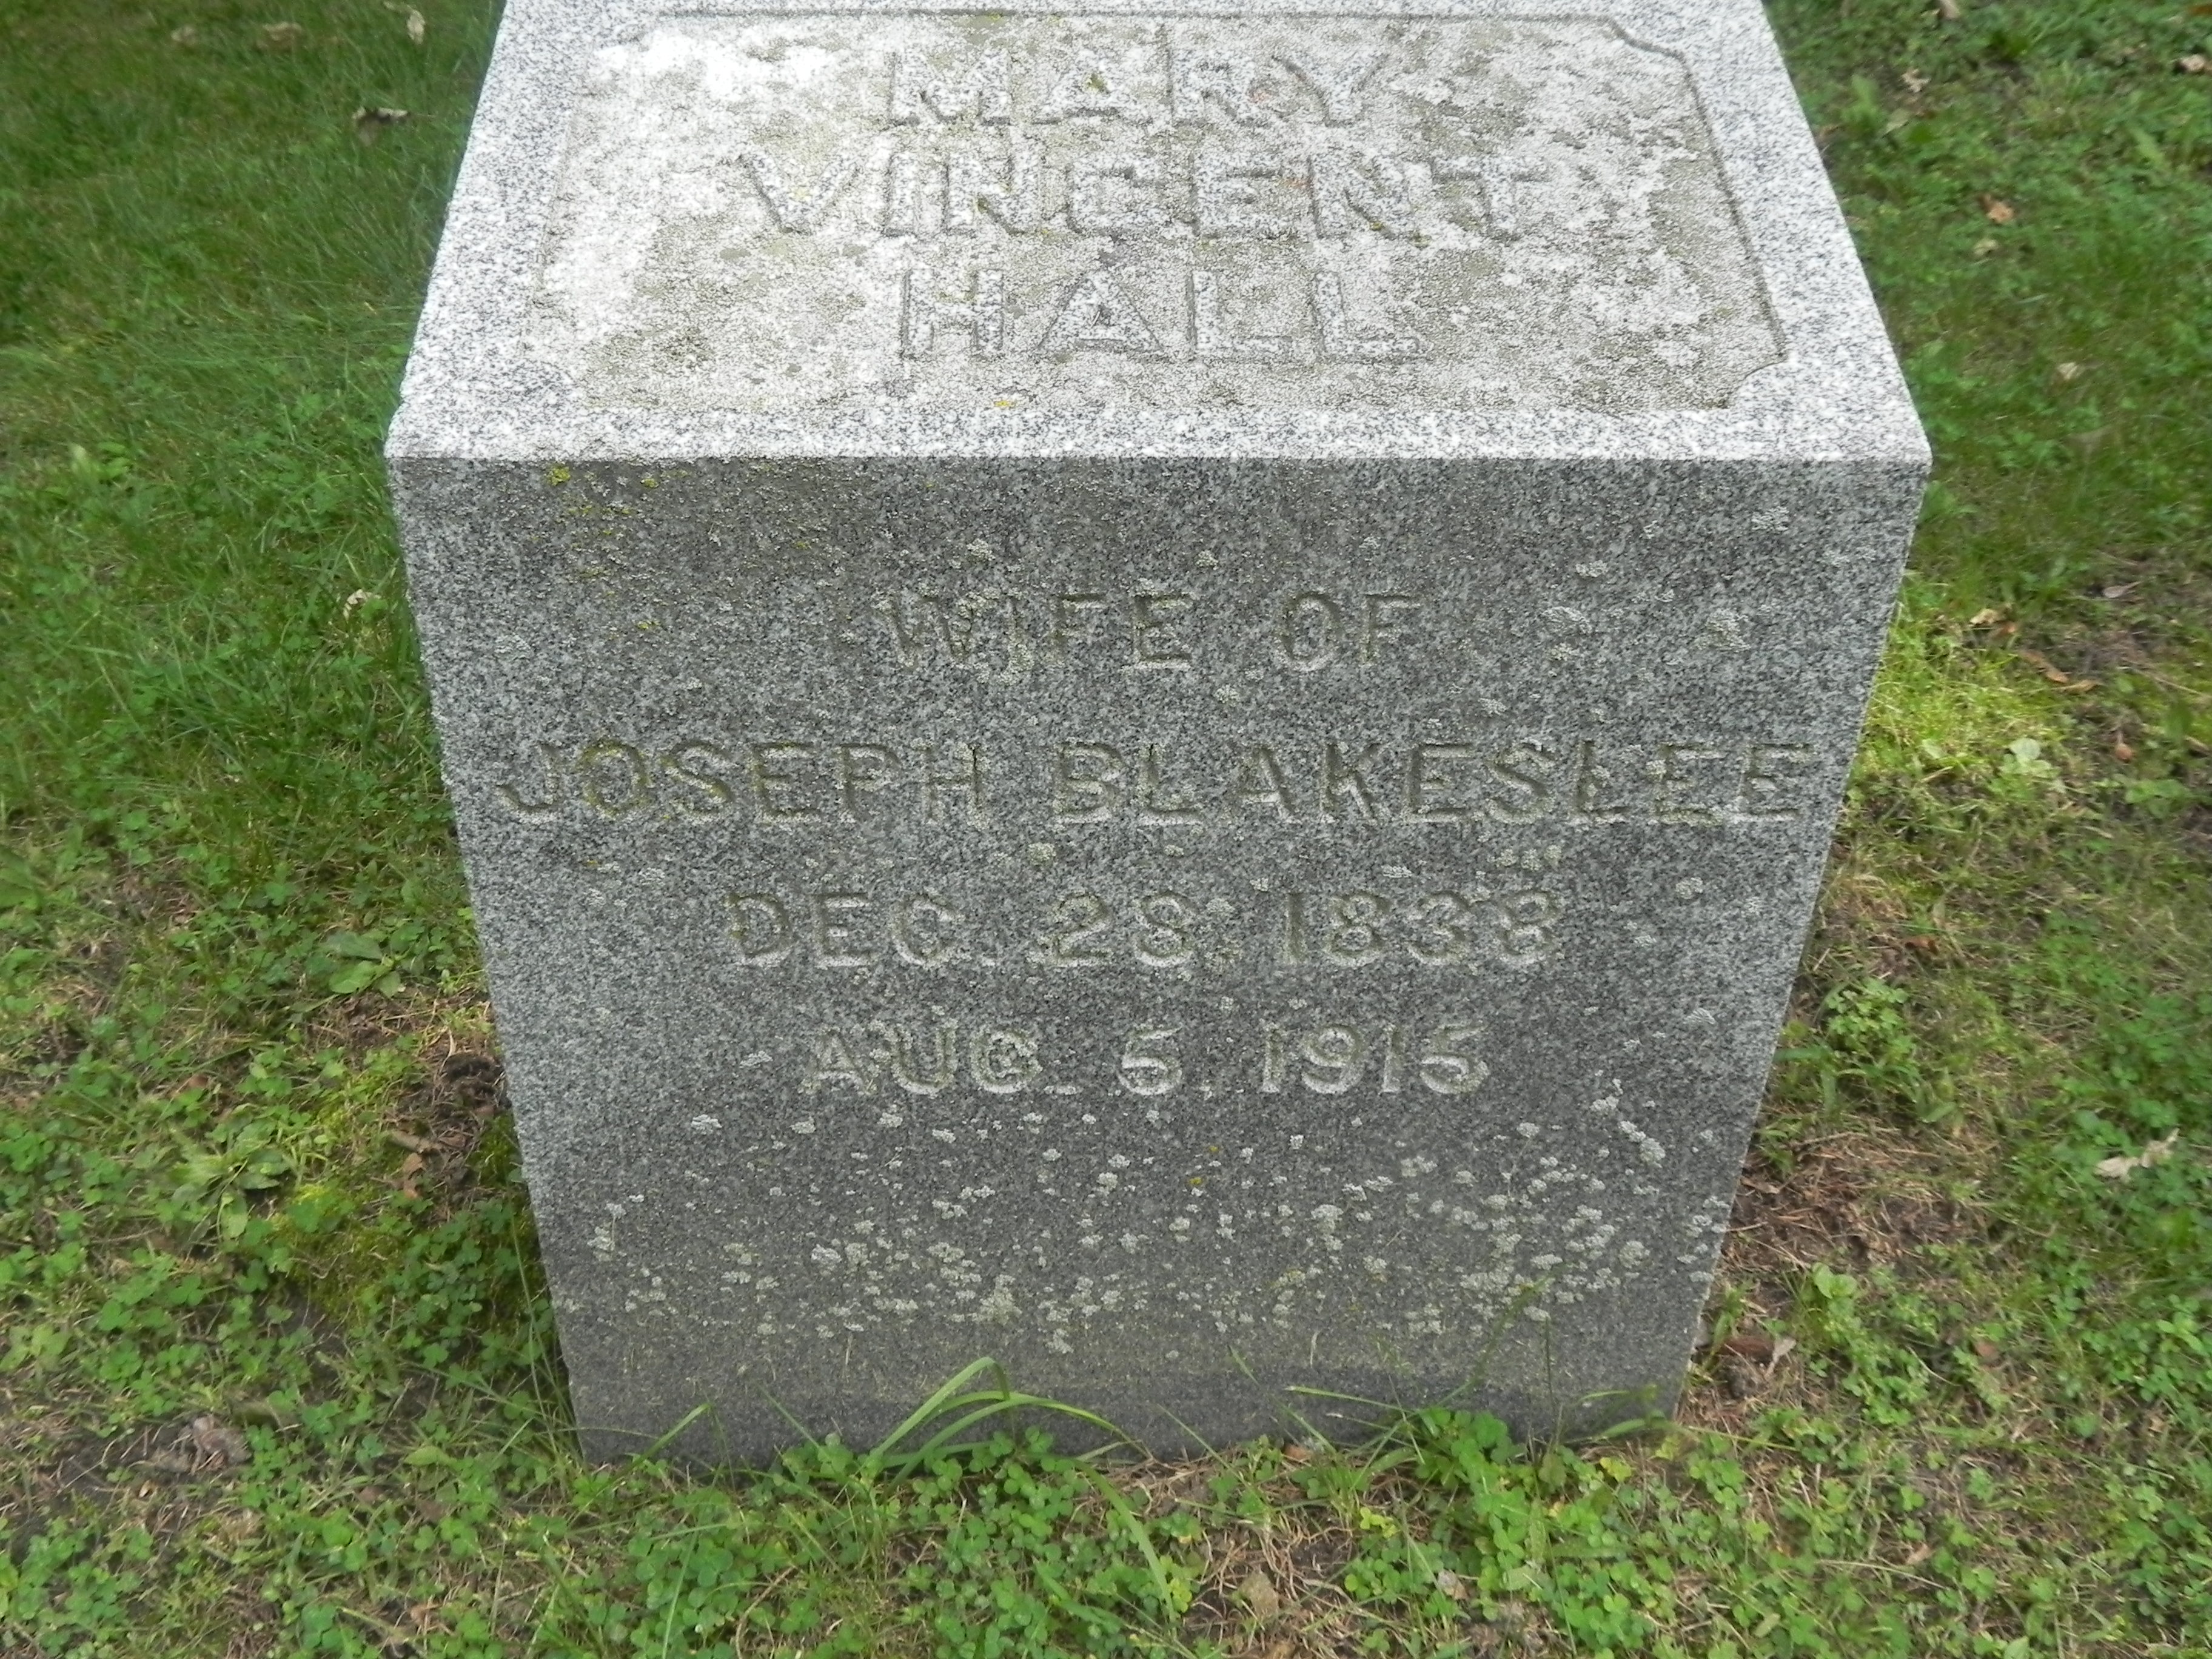 MARY
VINCENT
HALL
WIFE OF
JOSEPH BLAKESLEE
DEC. 28, 1838
AUG. 5, 1915